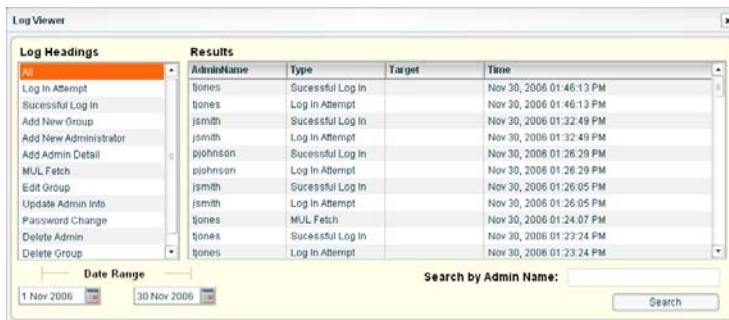 Log Viewer
x
Log Headings
All
Log In Attempt
Sucessful Log In
Add New Group
Add New Administrator
Add Admin Detail
MUL Fetch
Edit Group
Update Admin Info
Password Change
Delete Admin
Delete Group
Results
AdminName Type Target Time
tjones Sucessful Log In Nov 30, 2006 01:46:13 PM
tjones Log In Attempt Nov 30, 2006 01:46:13 PM
jsmith Sucessful Log In Nov 30, 2006 01:32:49 PM
jsmith Log In Attempt Nov 30, 2006 01:32:49 PM
pjohnson Sucessful Log In Nov 30, 2006 01:26:29 PM
pjohnson Log In Attempt Nov 30, 2006 01:26:29 PM
jsmith Sucessful Log In Nov 30, 2006 01:26:05 PM
jsmith Log In Attempt Nov 30, 2006 01:26:05 PM
tjones MUL Fetch Nov 30, 2006 01:24:07 PM
tjones Sucessful Log In Nov 30, 2006 01:23:24 PM
tjones Log In Attempt Nov 30, 2006 01:23:24 PM
Date Range
1 Nov 2006 30 Nov 2006
Search by Admin Name:
Search